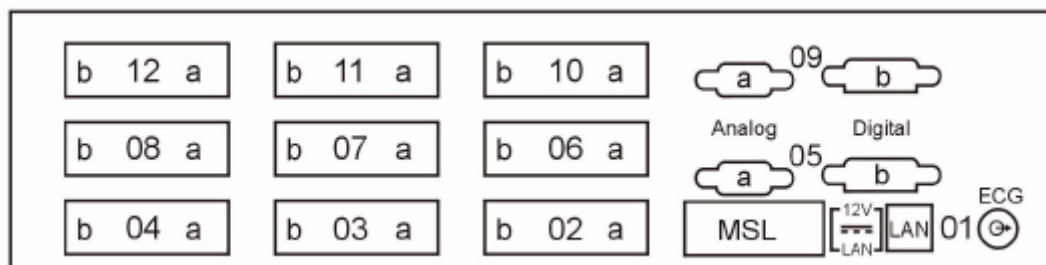 b 12 a b 11 a b 10 a a 09 b
Analog Digital
b 08 a b 07 a b 06 a a 05 b
ECG
b 04 a b 03 a b 02 a MSL 12V LAN LAN 01